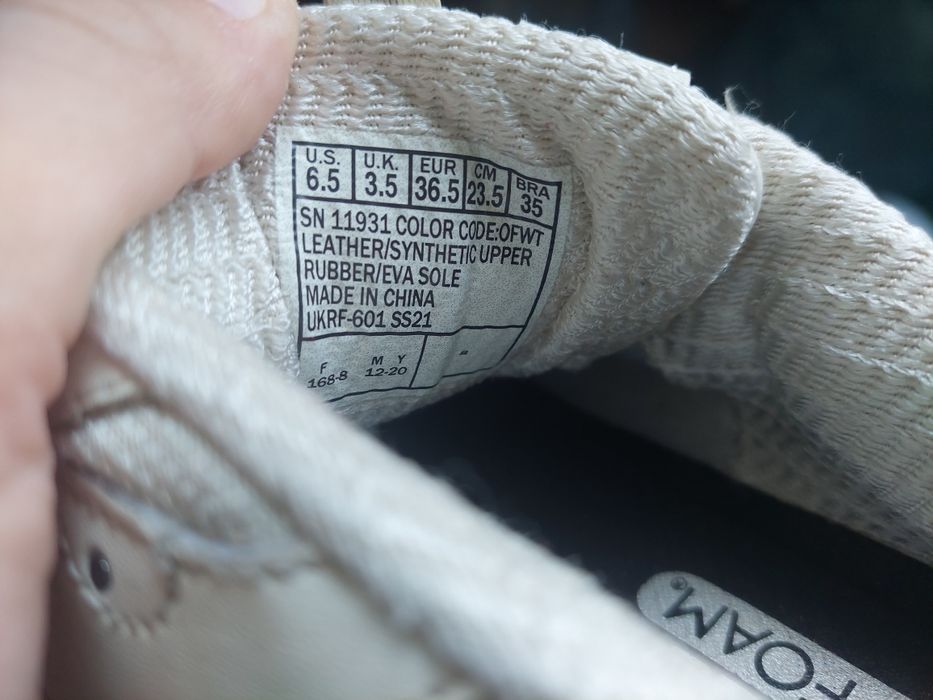 U.S. U.K. EUR CM BRA
6.5 3.5 36.5 23.5 35
SN 11931 COLOR CODE:OFWT
LEATHER/SYNTHETIC UPPER
RUBBER/EVA SOLE
MADE IN CHINA
UKRF-601 SS21
F M Y
168-8 12-20
FOAM®